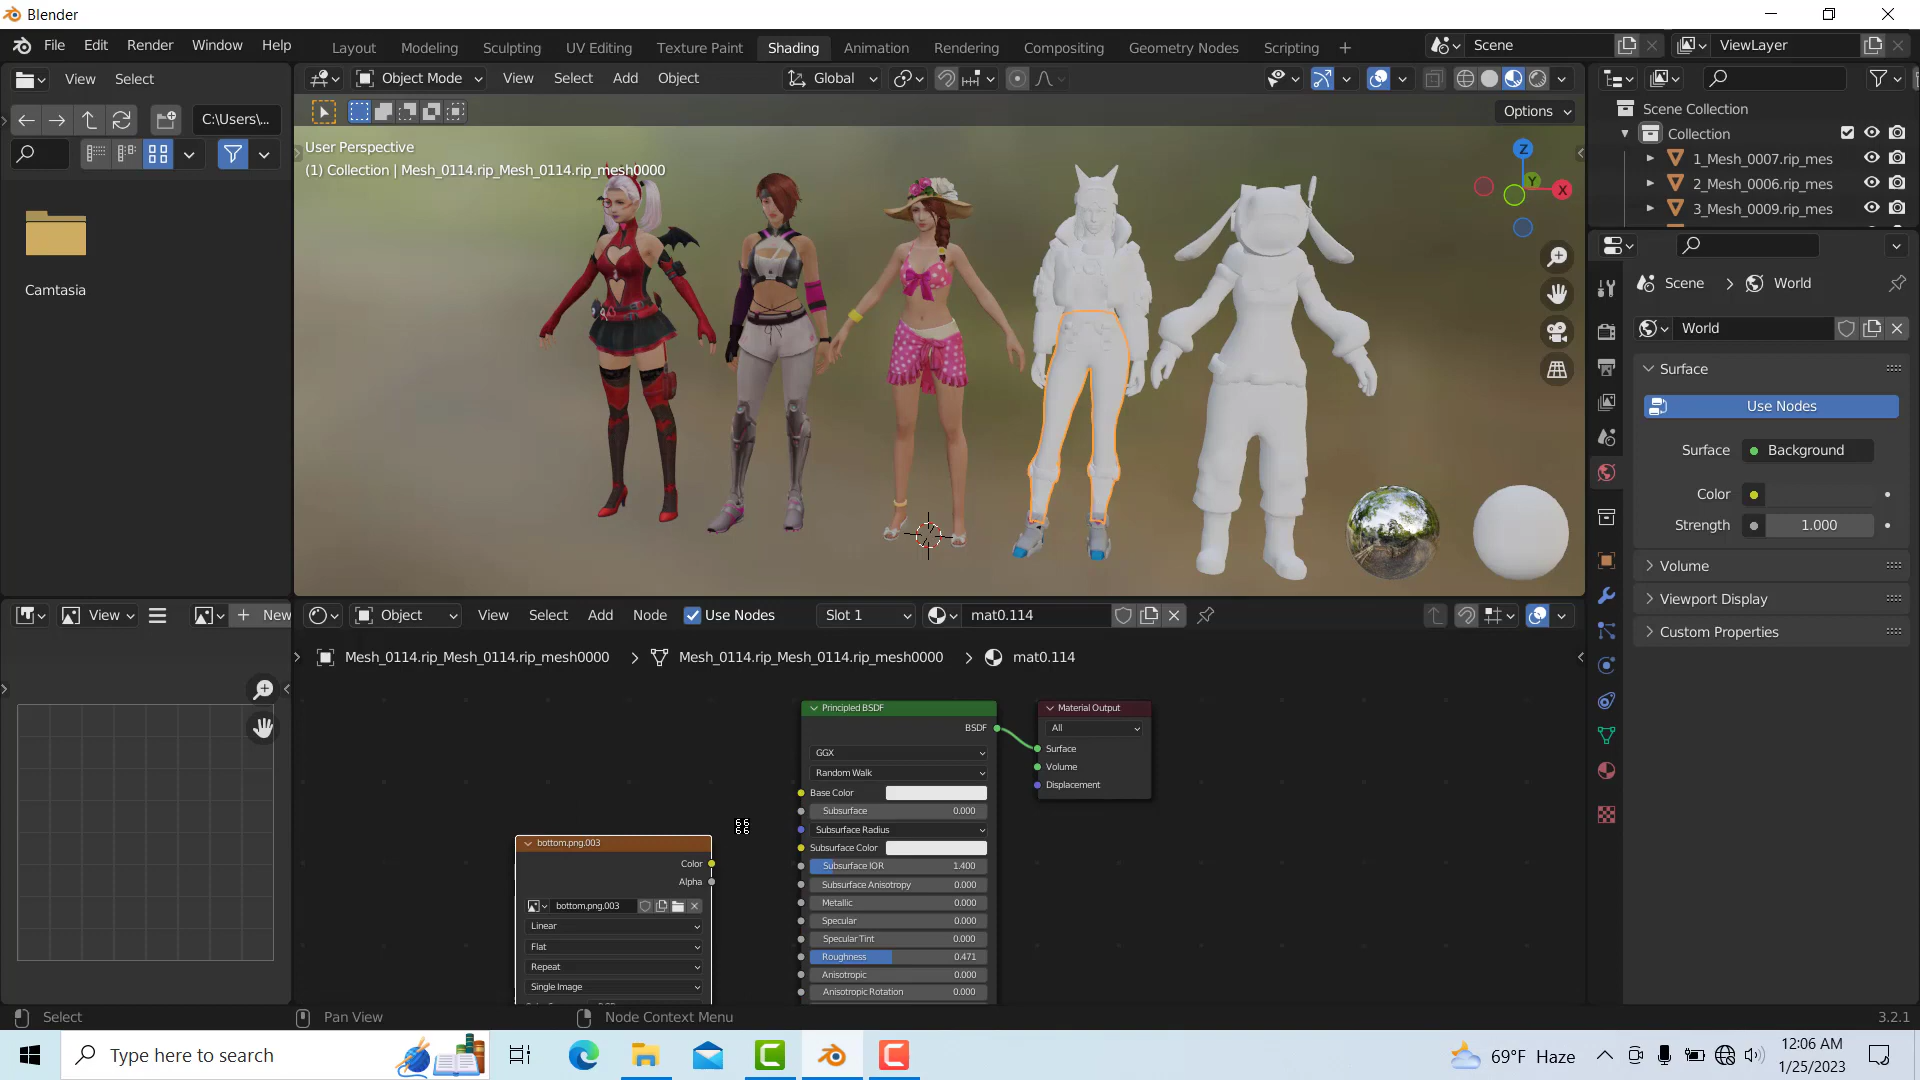 Blender
File Edit Render Window Help
Layout Modeling Sculpting UV Editing Texture Paint Shading Animation Rendering Compositing Geometry Nodes Scripting
Scene
ViewLayer
View Select
Object Mode View Select Add Object
Global
C:\Users\...
Options
User Perspective
(1) Collection | Mesh_0114.rip_Mesh_0114.rip_mesh0000
Z
Y
X
Camtasia
Scene Collection
Collection
1_Mesh_0007.rip_mes
2_Mesh_0006.rip_mes
3_Mesh_0009.rip_mes
Scene > World
World
Surface
Use Nodes
Surface Background
Color
Strength 1.000
Volume
Viewport Display
Custom Properties
View New
Object View Select Add Node Use Nodes Slot 1 mat0.114
Mesh_0114.rip_Mesh_0114.rip_mesh0000 > Mesh_0114.rip_Mesh_0114.rip_mesh0000 > mat0.114
Principled BSDF
BSDF
GGX
Random Walk
Base Color
Subsurface 0.000
Subsurface Radius
Subsurface Color
Subsurface IOR 1.400
Subsurface Anisotropy 0.000
Metallic 0.000
Specular 0.000
Specular Tint 0.000
Roughness 0.471
Anisotropic 0.000
Anisotropic Rotation 0.000
Material Output
All
Surface
Volume
Displacement
bottom.png.003
Color
Alpha
bottom.png.003
Linear
Flat
Repeat
Single Image
Select Pan View Node Context Menu 3.2.1
Type here to search
69°F Haze
12:06 AM
1/25/2023